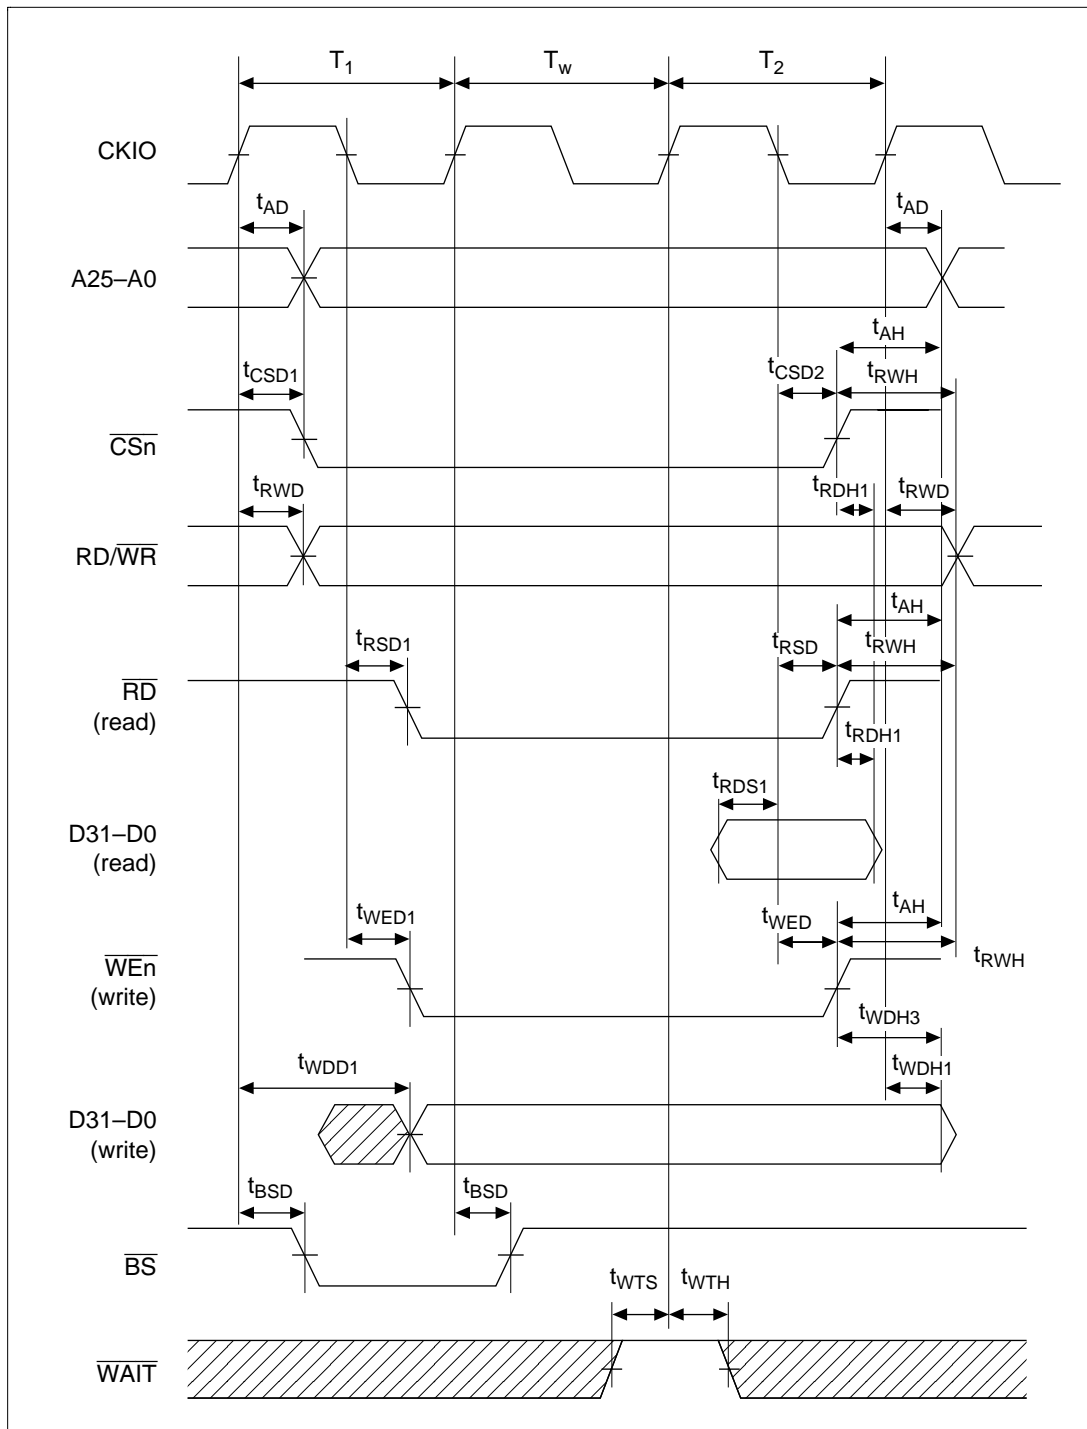 T1 Tw T2
CKIO
tAD tAD
A25–A0
tAH
tCSD1 tCSD2 tRWH
CSn
tRWD tRDH1 tRWD
RD/WR
tAH
tRSD1 tRSD tRWH
RD
(read)
tRDH1
tRDS1
D31–D0
(read)
tAH
tWED1 tWED
tRWH
WEn
(write)
tWDH3
tWDD1 tWDH1
D31–D0
(write)
tBSD tBSD
BS
tWTS tWTH
WAIT